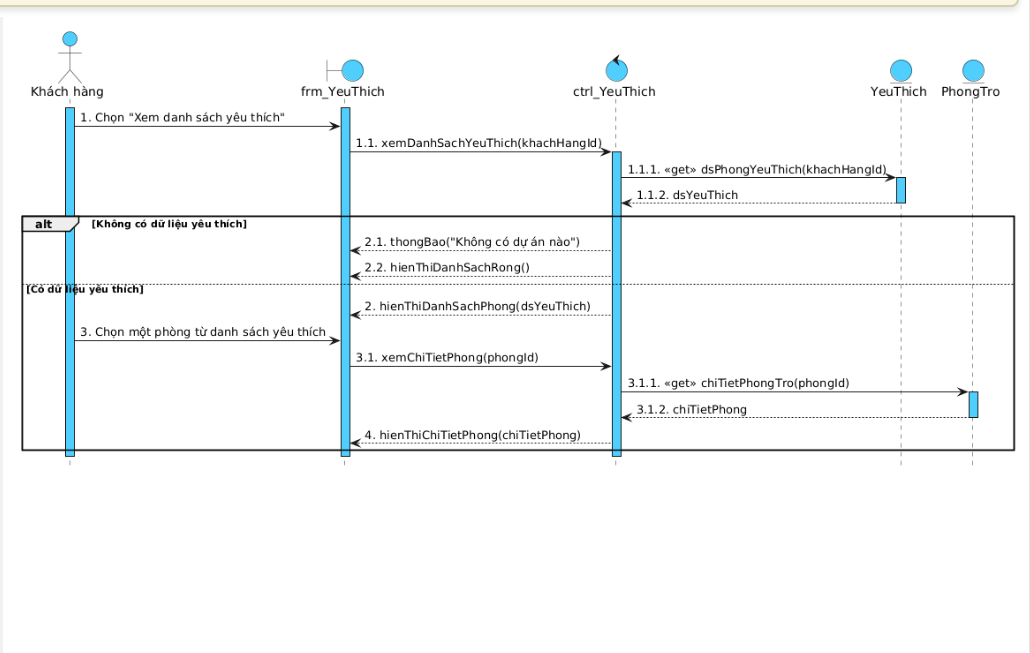 Khách hàng
frm_YeuThich
ctrl_YeuThich
YeuThich
PhongTro
1. Chọn "Xem danh sách yêu thích"
1.1. xemDanhSachYeuThich(khachHangId)
1.1.1. «get» dsPhongYeuThich(khachHangId)
1.1.2. dsYeuThich
alt
[Không có dữ liệu yêu thích]
2.1. thongBao("Không có dự án nào")
2.2. hienThiDanhSachRong()
[Có dữ liệu yêu thích]
2. hienThiDanhSachPhong(dsYeuThich)
3. Chọn một phòng từ danh sách yêu thích
3.1. xemChiTietPhong(phongId)
3.1.1. «get» chiTietPhongTro(phongId)
3.1.2. chiTietPhong
4. hienThiChiTietPhong(chiTietPhong)